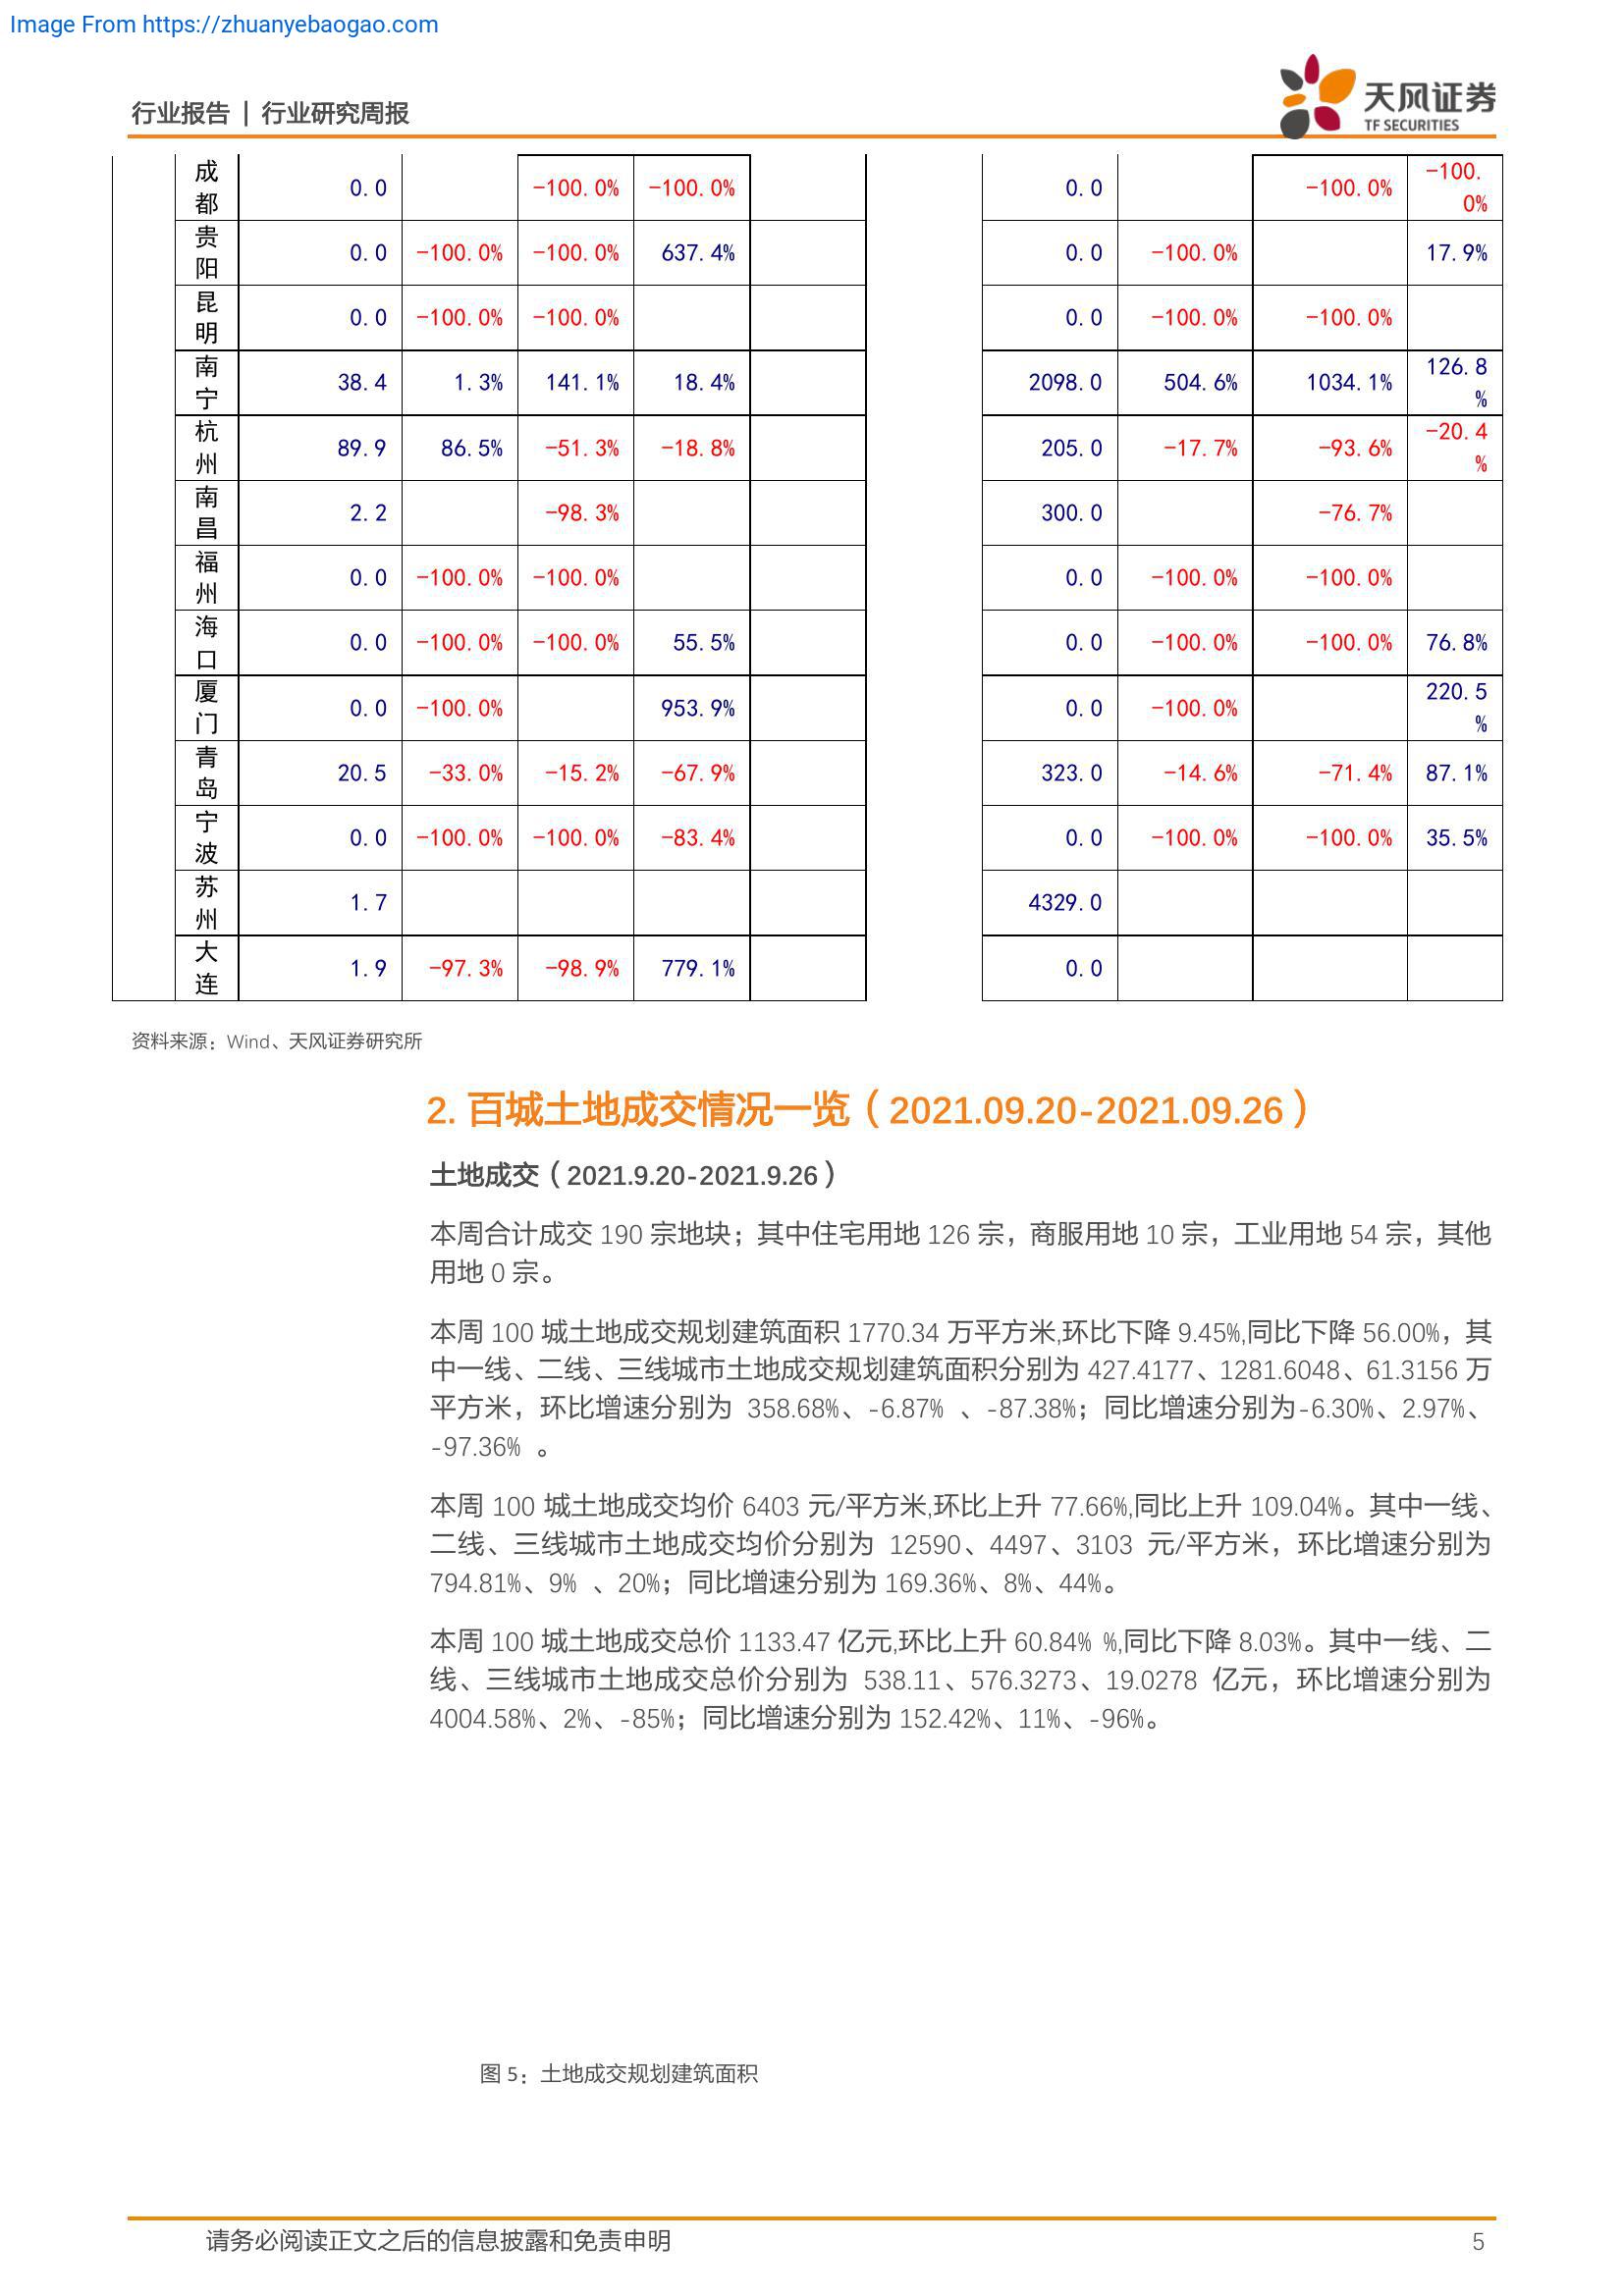 Image From https://zhuanyebaogao.com
行业报告 | 行业研究周报
天风证券
TF SECURITIES
成都 0.0 -100.0% -100.0% 0.0 -100.0% -100.0%
贵阳 0.0 -100.0% -100.0% 637.4% 0.0 -100.0% 17.9%
昆明 0.0 -100.0% -100.0% 0.0 -100.0% -100.0%
南宁 38.4 1.3% 141.1% 18.4% 2098.0 504.6% 1034.1% 126.8%
杭州 89.9 86.5% -51.3% -18.8% 205.0 -17.7% -93.6% -20.4%
南昌 2.2 -98.3% 300.0 -76.7%
福州 0.0 -100.0% -100.0% 0.0 -100.0% -100.0%
海口 0.0 -100.0% -100.0% 55.5% 0.0 -100.0% -100.0% 76.8%
厦门 0.0 -100.0% 953.9% 0.0 -100.0% 220.5%
青岛 20.5 -33.0% -15.2% -67.9% 323.0 -14.6% -71.4% 87.1%
宁波 0.0 -100.0% -100.0% -83.4% 0.0 -100.0% -100.0% 35.5%
苏州 1.7 4329.0
大连 1.9 -97.3% -98.9% 779.1% 0.0
资料来源：Wind、天风证券研究所
2. 百城土地成交情况一览（2021.09.20-2021.09.26）
土地成交（2021.9.20-2021.9.26）
本周合计成交 190 宗地块；其中住宅用地 126 宗，商服用地 10 宗，工业用地 54 宗，其他
用地 0 宗。
本周 100 城土地成交规划建筑面积 1770.34 万平方米,环比下降 9.45%,同比下降 56.00%，其
中一线、二线、三线城市土地成交规划建筑面积分别为 427.4177、1281.6048、61.3156 万
平方米，环比增速分别为 358.68%、-6.87% 、-87.38%；同比增速分别为-6.30%、2.97%、
-97.36% 。
本周 100 城土地成交均价 6403 元/平方米,环比上升 77.66%,同比上升 109.04%。其中一线、
二线、三线城市土地成交均价分别为 12590、4497、3103 元/平方米，环比增速分别为
794.81%、9% 、20%；同比增速分别为 169.36%、8%、44%。
本周 100 城土地成交总价 1133.47 亿元,环比上升 60.84% %,同比下降 8.03%。其中一线、二
线、三线城市土地成交总价分别为 538.11、576.3273、19.0278 亿元，环比增速分别为
4004.58%、2%、-85%；同比增速分别为 152.42%、11%、-96%。
图 5：土地成交规划建筑面积
请务必阅读正文之后的信息披露和免责申明 5